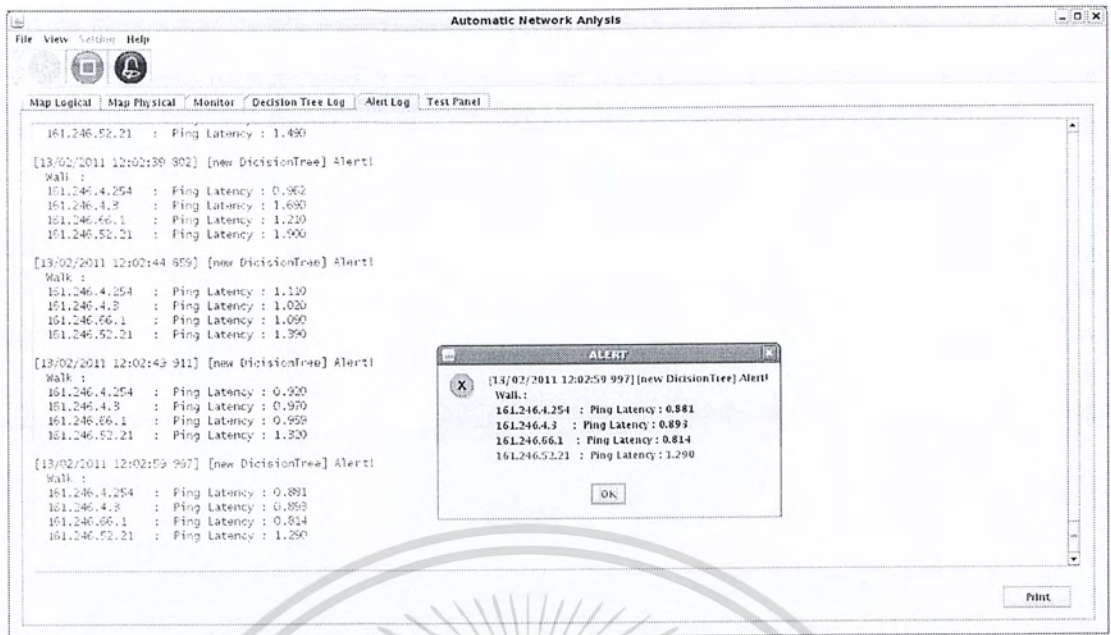 Automatic Network Anlysis
File View Setting Help
Map Logical Map Physical Monitor Decision Tree Log Alert Log Test Panel
161.246.52.21 : Ping Latency : 1.490
[13/02/2011 12:02:39 802] [new DicisionTree] Alert!
Walk :
161.246.4.254 : Ping Latency : 0.962
161.246.4.3 : Ping Latency : 1.690
161.246.66.1 : Ping Latency : 1.210
161.246.52.21 : Ping Latency : 1.900
[13/02/2011 12:02:44 659] [new DicisionTree] Alert!
Walk :
161.246.4.254 : Ping Latency : 1.110
161.246.4.3 : Ping Latency : 1.020
161.246.66.1 : Ping Latency : 1.090
161.246.52.21 : Ping Latency : 1.390
[13/02/2011 12:02:49 911] [new DicisionTree] Alert!
Walk :
161.246.4.254 : Ping Latency : 0.920
161.246.4.3 : Ping Latency : 0.970
161.246.66.1 : Ping Latency : 0.959
161.246.52.21 : Ping Latency : 1.320
[13/02/2011 12:02:59 997] [new DicisionTree] Alert!
Walk :
161.246.4.254 : Ping Latency : 0.881
161.246.4.3 : Ping Latency : 0.893
161.246.66.1 : Ping Latency : 0.814
161.246.52.21 : Ping Latency : 1.290
ALERT
[13/02/2011 12:02:59 997] [new DicisionTree] Alert!
Walk :
161.246.4.254 : Ping Latency : 0.881
161.246.4.3 : Ping Latency : 0.893
161.246.66.1 : Ping Latency : 0.814
161.246.52.21 : Ping Latency : 1.290
OK
Print